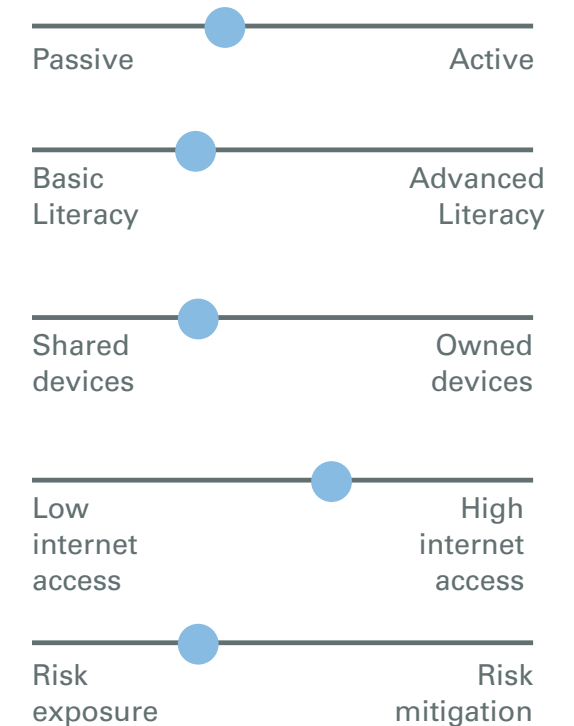 Passive Active
Basic Advanced
Literacy Literacy
Shared Owned
devices devices
Low High
internet internet
access access
Risk Risk
exposure mitigation